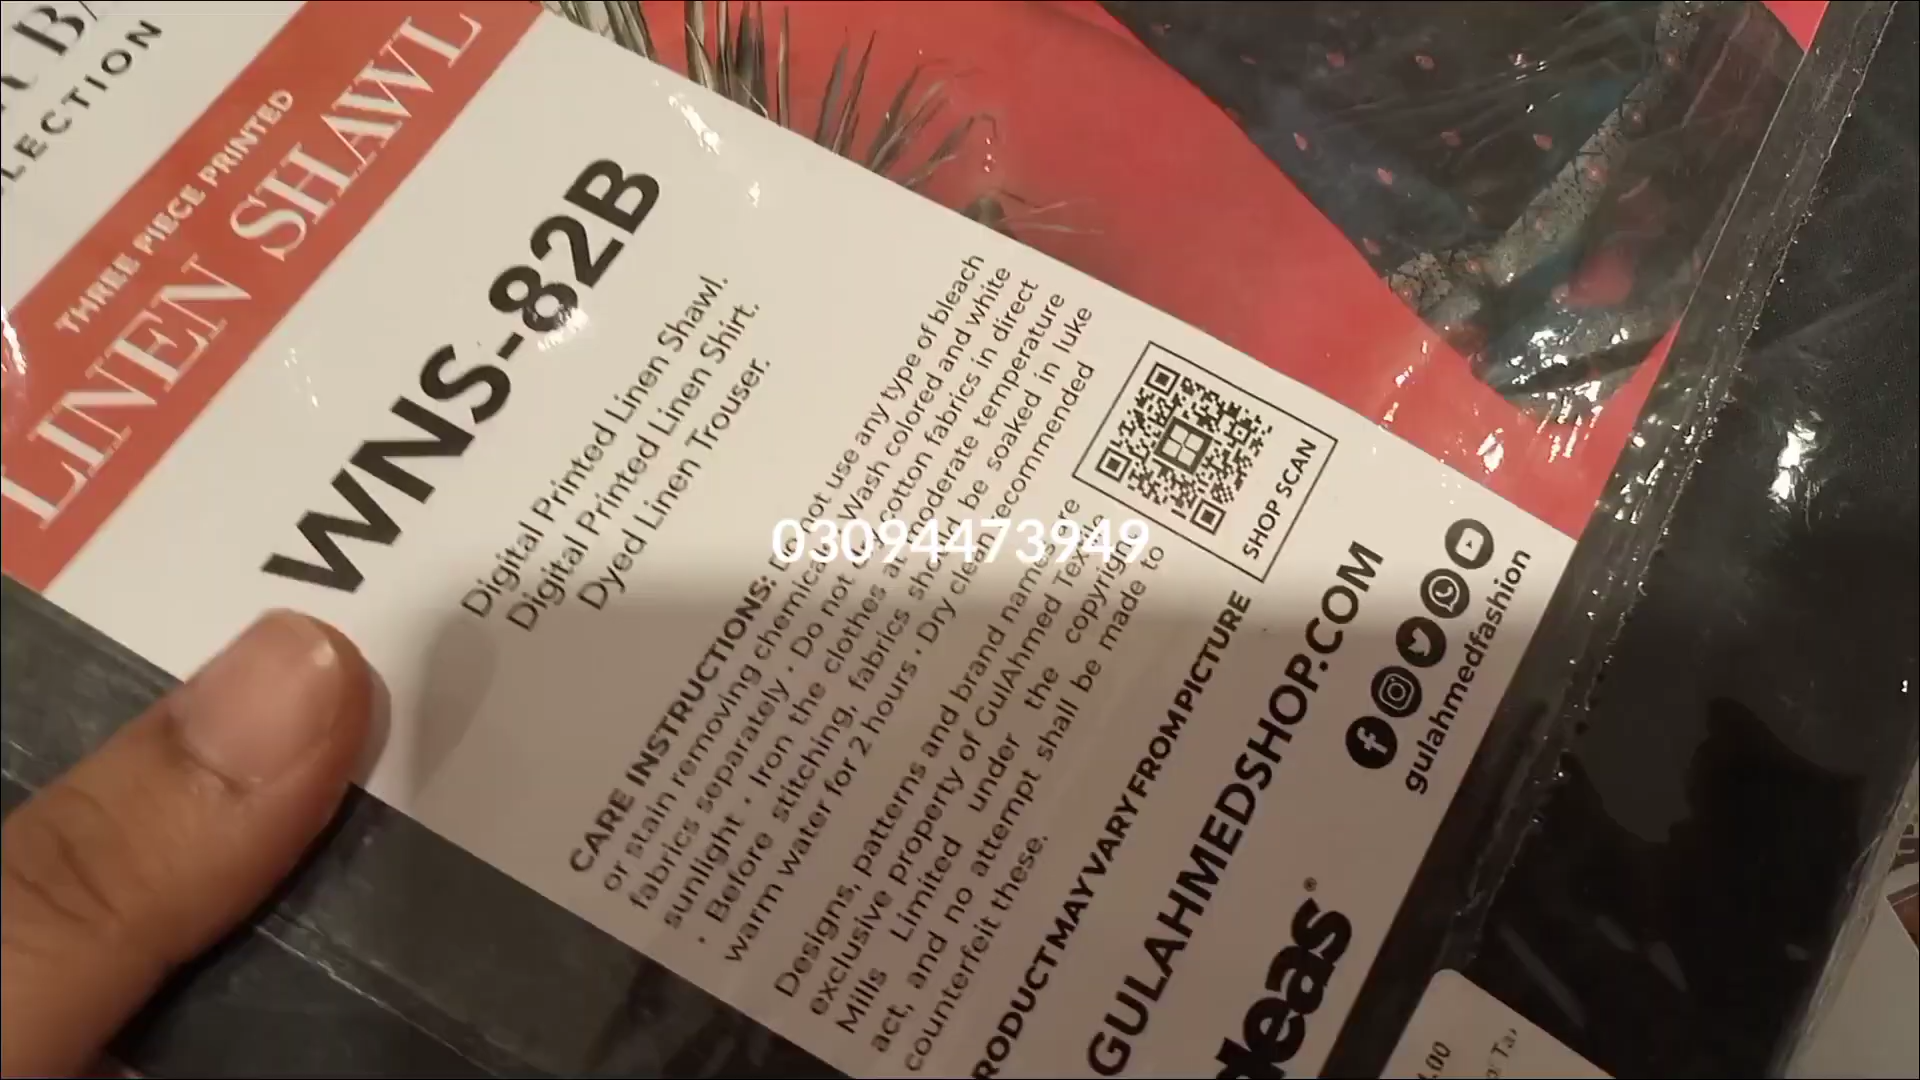 LECTION
THREE PIECE PRINTED
LINEN SHAWL
WNS-82B
Digital Printed Linen Shawl.
Digital Printed Linen Shirt.
Dyed Linen Trouser.
CARE INSTRUCTIONS: not use any type of bleach
or stain removing chemical Wash colored and white
fabrics separately • Do not cotton fabrics in direct
sunlight • Iron the clothes at moderate temperature
• Before stitching, fabrics should be soaked in luke
warm water for 2 hours • Dry clean recommended
Designs, patterns and brand names are
exclusive property of GulAhmed Textile
Mills Limited under the copyright
act, and no attempt shall be made to
counterfeit these.
SHOP SCAN
RODUCT MAY VARY FROM PICTURE
GULAHMEDSHOP.COM
gulahmedfashion
deas®
.00
03094473949